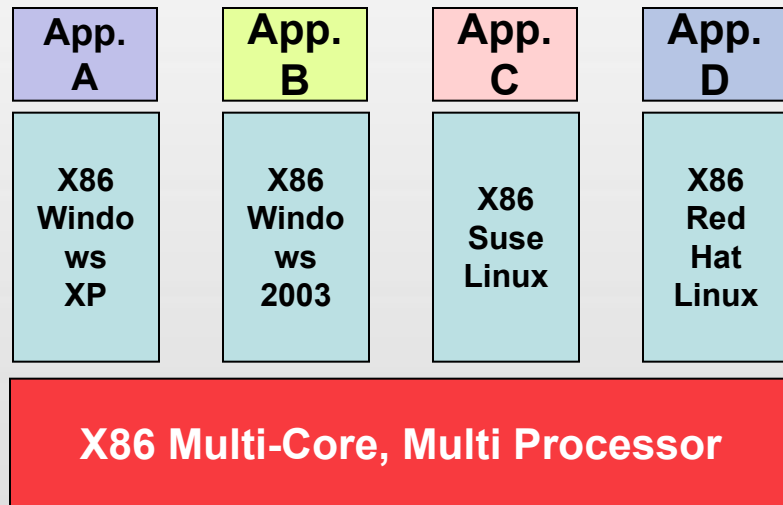 App.
A
App.
B
App.
C
App.
D
X86
Windo
ws
XP
X86
Windo
ws
2003
X86
Suse
Linux
X86
Red
Hat
Linux
X86 Multi-Core, Multi Processor